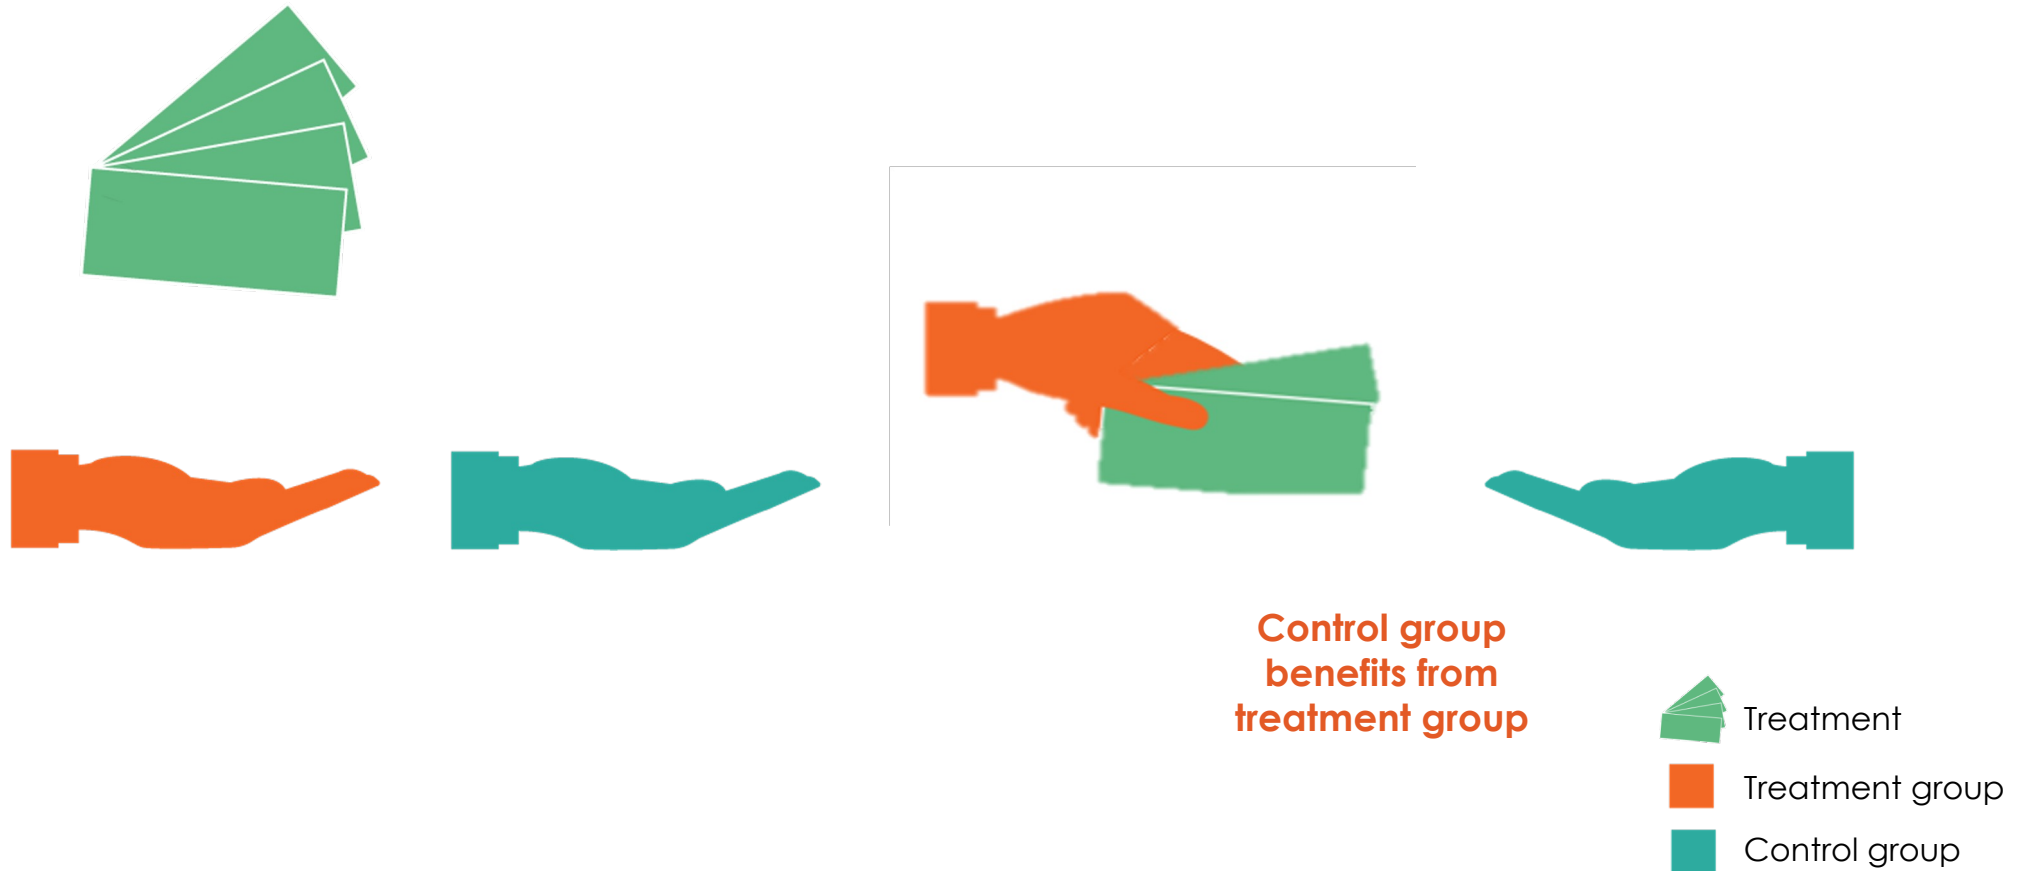 Control group
benefits from
treatment group
Treatment
Treatment group
Control group